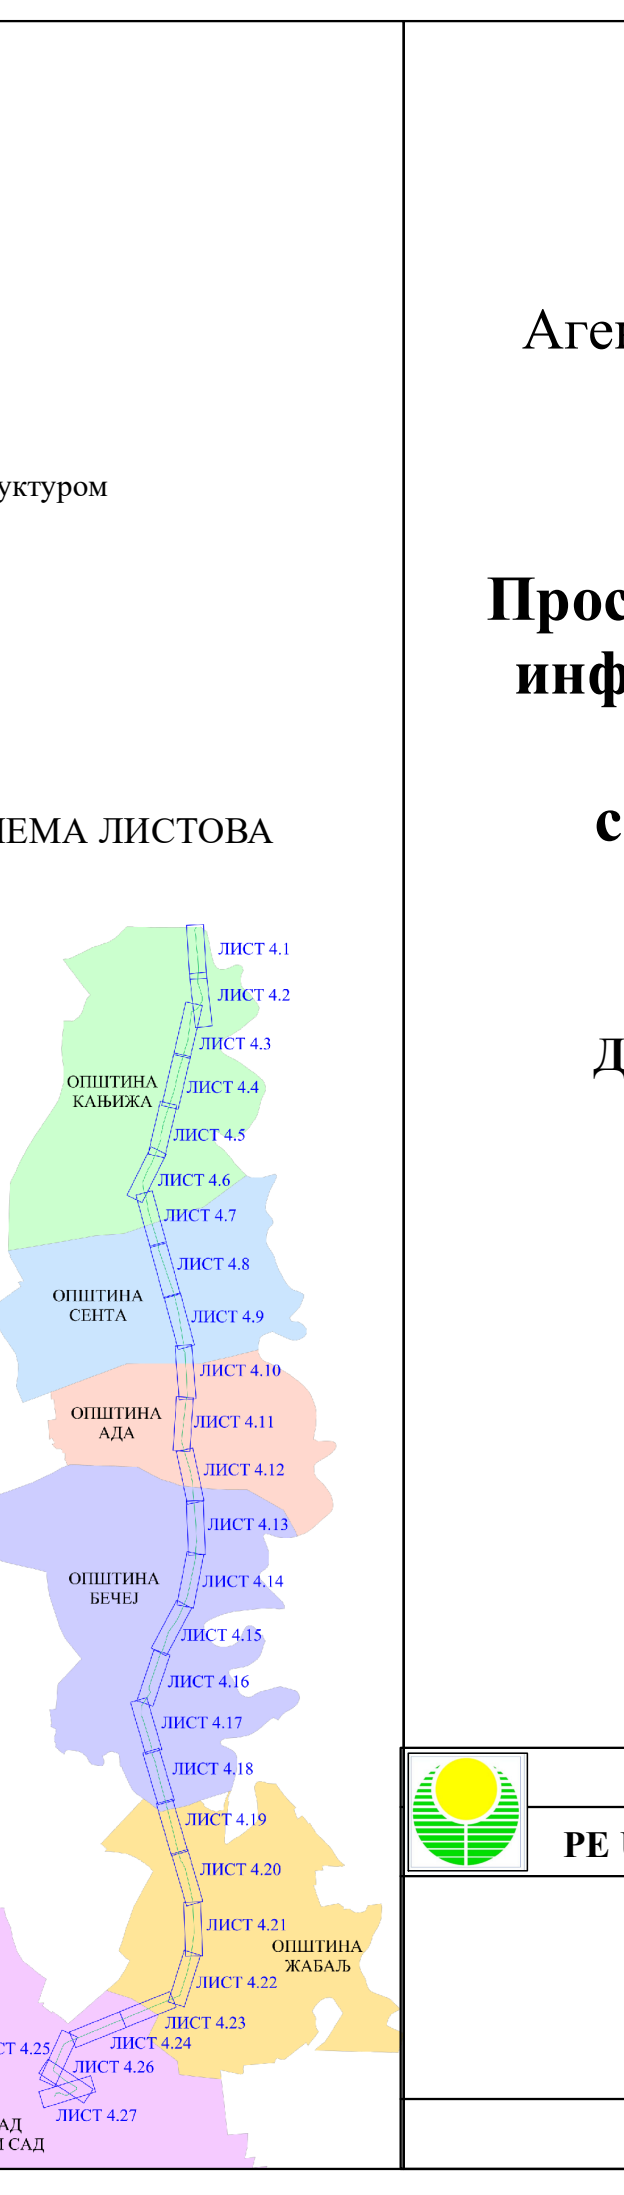 Аген
уктуром
Прос
инф
с
ЕМА ЛИСТОВА
ЛИСТ 4.1
ЛИСТ 4.2
Д
ЛИСТ 4.3
ОПШТИНА
КАЊИЖА
ЛИСТ 4.4
ЛИСТ 4.5
ЛИСТ 4.6
ЛИСТ 4.7
ЛИСТ 4.8
ОПШТИНА
СЕНТА
ЛИСТ 4.9
ЛИСТ 4.10
ОПШТИНА
АДА
ЛИСТ 4.11
ЛИСТ 4.12
ЛИСТ 4.13
ОПШТИНА
БЕЧЕЈ
ЛИСТ 4.14
ЛИСТ 4.15
ЛИСТ 4.16
ЛИСТ 4.17
ЛИСТ 4.18
ЛИСТ 4.19
PE U
ЛИСТ 4.20
ЛИСТ 4.21
ОПШТИНА
ЖАБАЉ
ЛИСТ 4.22
ЛИСТ 4.23
ЛИСТ 4.24
СТ 4.25
ЛИСТ 4.26
ЛИСТ 4.27
АД
И САД